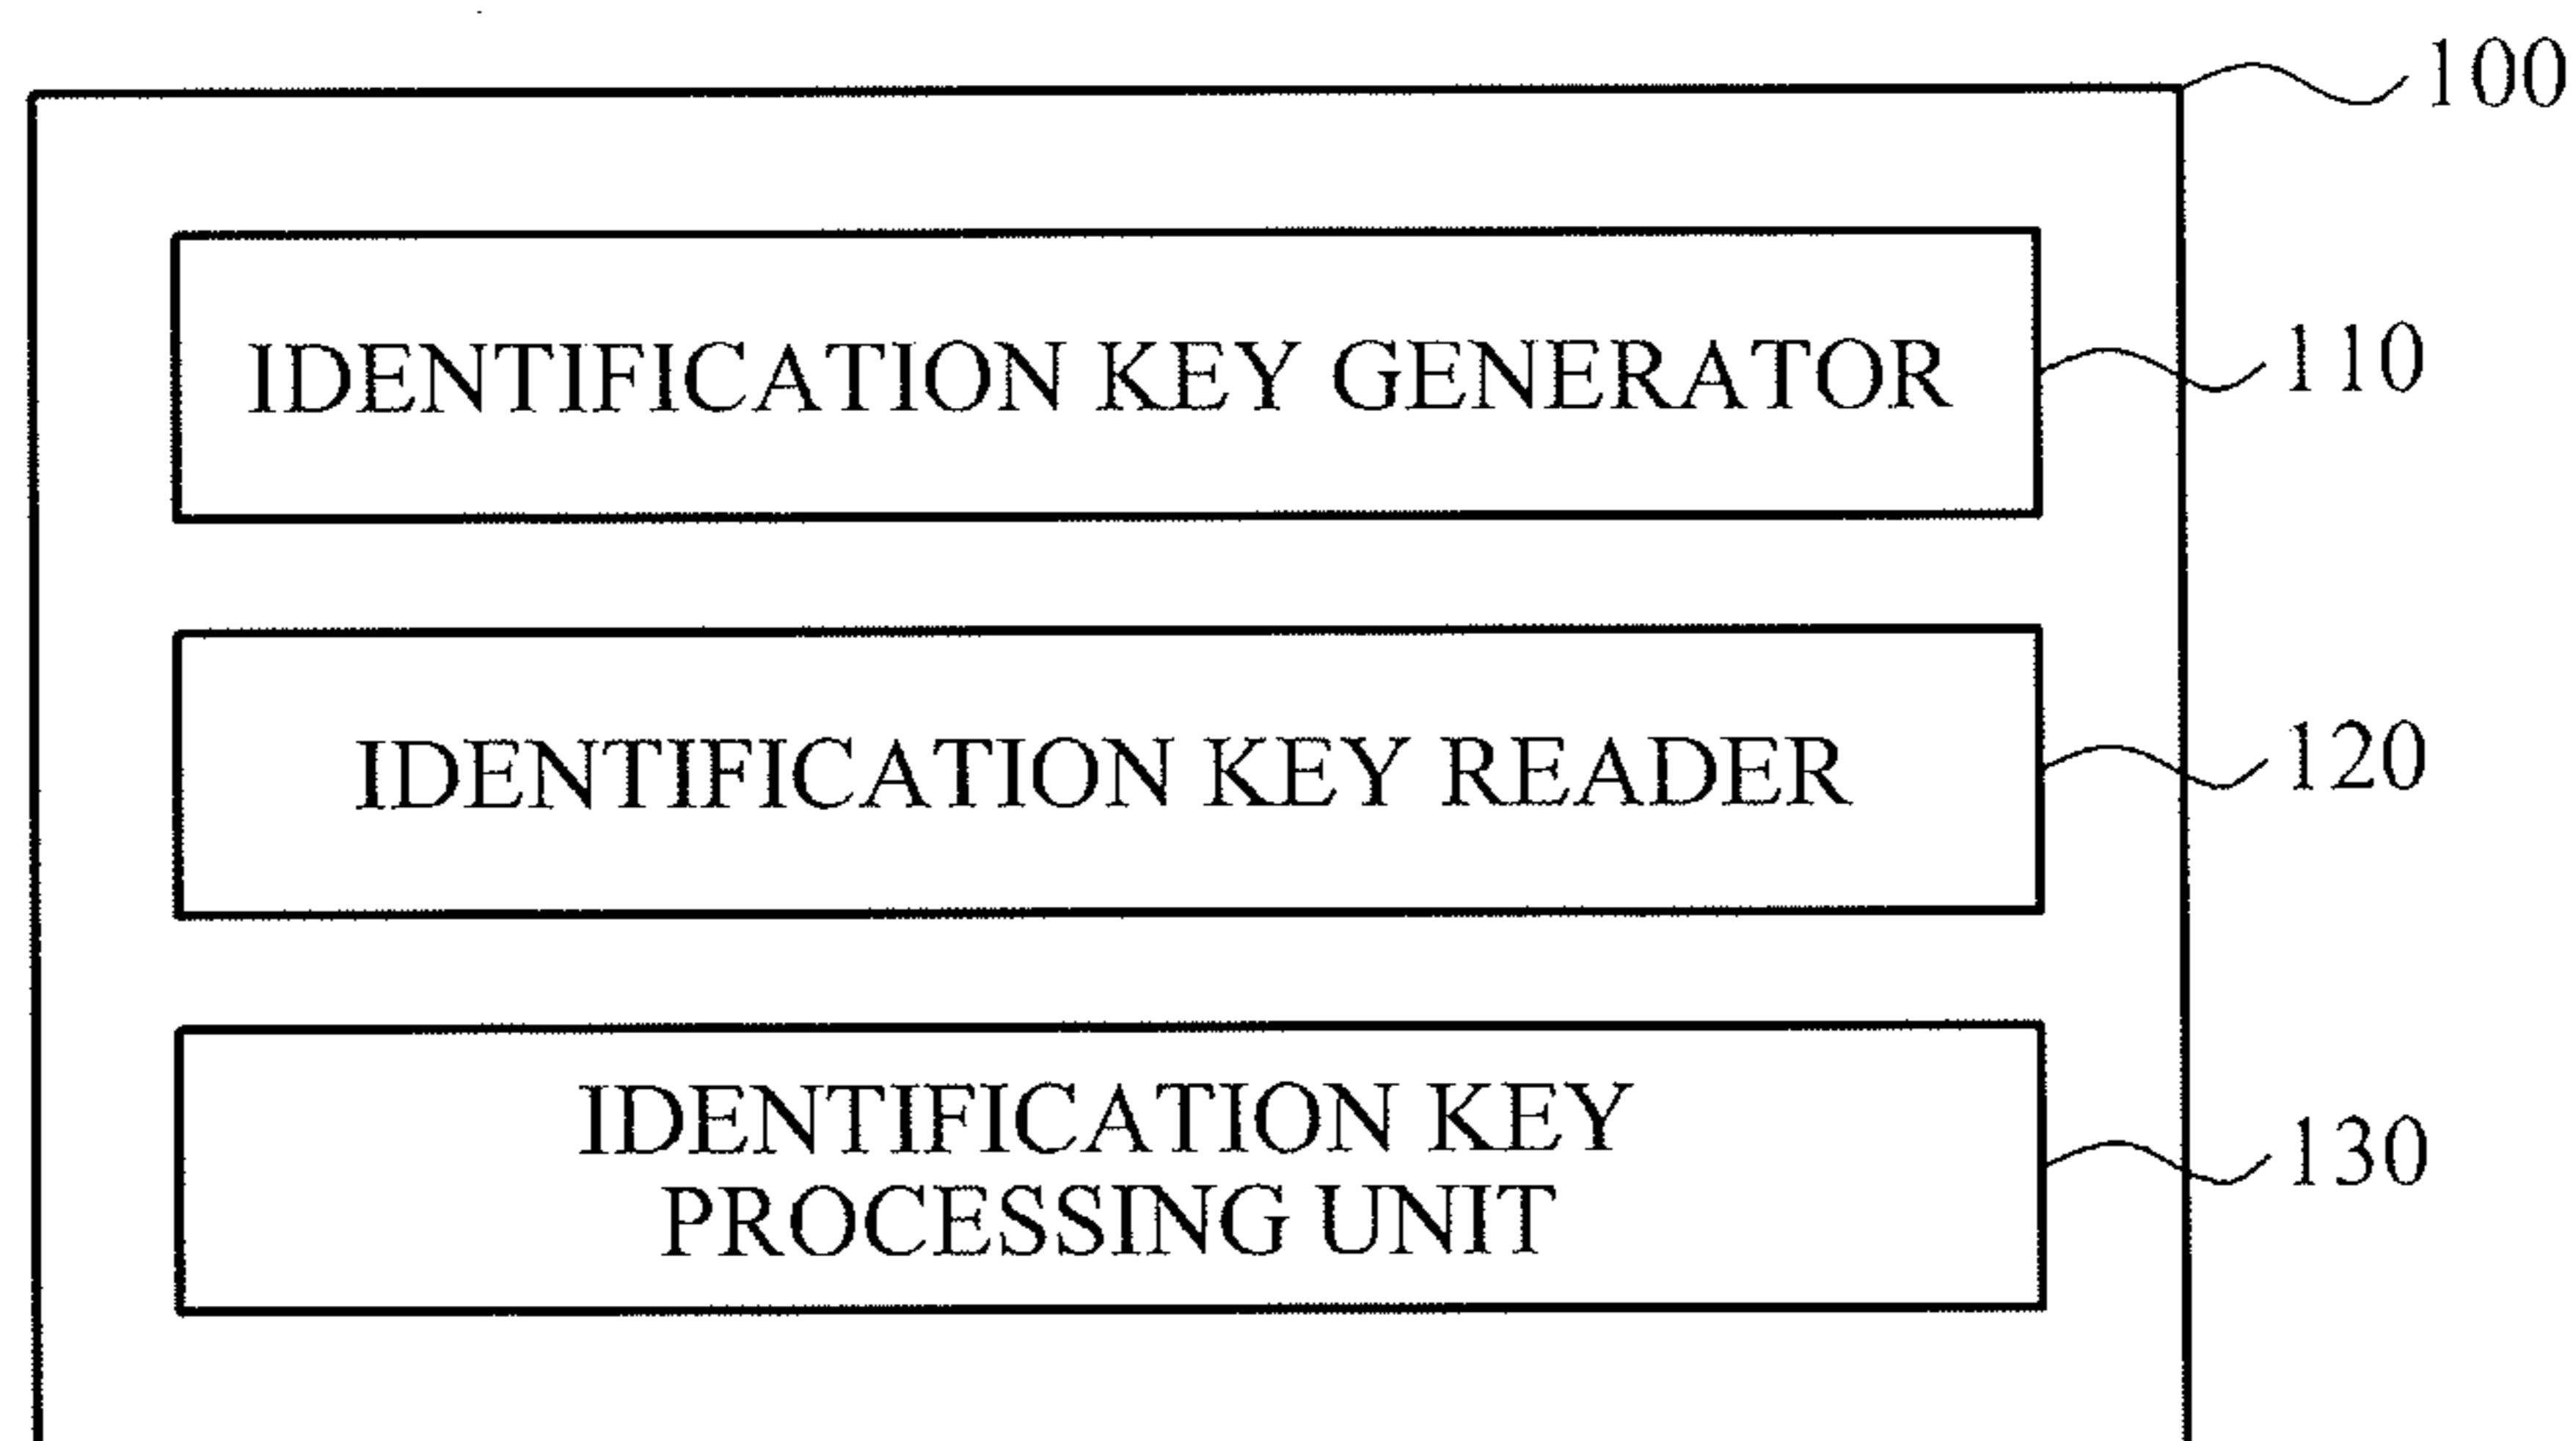 100
IDENTIFICATION KEY GENERATOR
110
IDENTIFICATION KEY READER
120
IDENTIFICATION KEY
PROCESSING UNIT
130